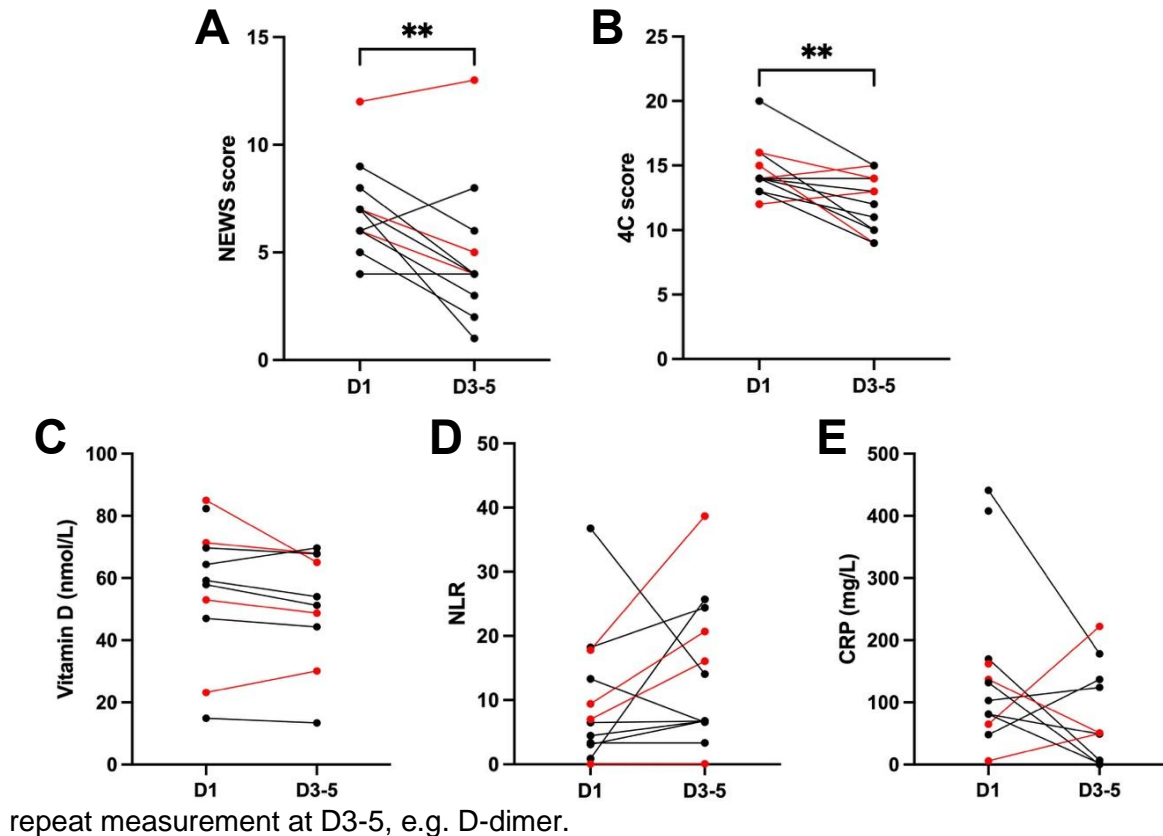 A
**
NEWS score
15
10
5
0
D1 D3-5
B
**
4C score
25
20
15
10
5
0
D1 D3-5
C
Vitamin D (nmol/L)
100
80
60
40
20
0
D1 D3-5
D
NLR
50
40
30
20
10
0
D1 D3-5
E
CRP (mg/L)
500
400
300
200
100
0
D1 D3-5
repeat measurement at D3-5, e.g. D-dimer.